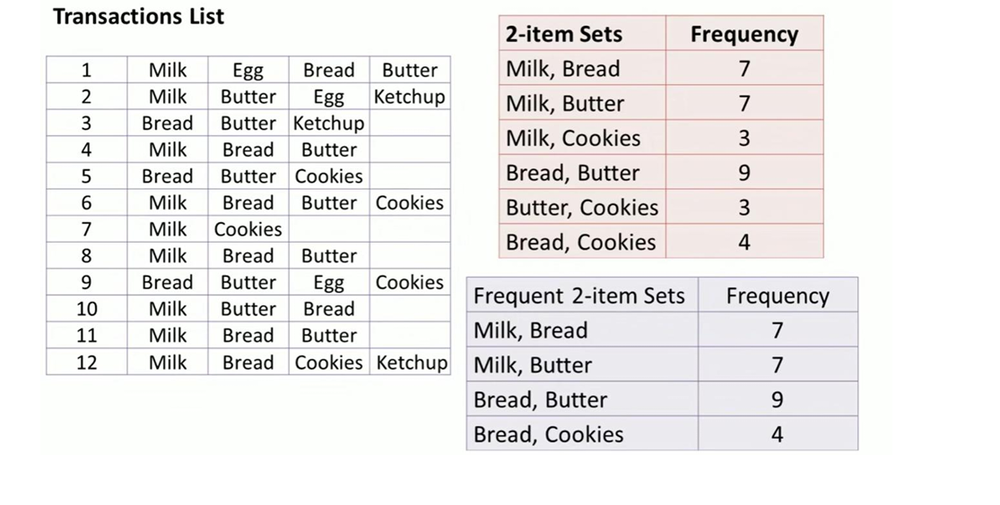 Transactions List
1 Milk Egg Bread Butter
2 Milk Butter Egg Ketchup
3 Bread Butter Ketchup
4 Milk Bread Butter
5 Bread Butter Cookies
6 Milk Bread Butter Cookies
7 Milk Cookies
8 Milk Bread Butter
9 Bread Butter Egg Cookies
10 Milk Butter Bread
11 Milk Bread Butter
12 Milk Bread Cookies Ketchup
2-item Sets Frequency
Milk, Bread 7
Milk, Butter 7
Milk, Cookies 3
Bread, Butter 9
Butter, Cookies 3
Bread, Cookies 4
Frequent 2-item Sets Frequency
Milk, Bread 7
Milk, Butter 7
Bread, Butter 9
Bread, Cookies 4